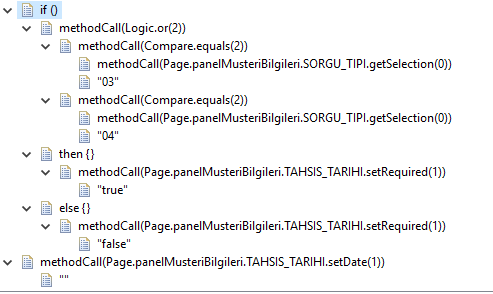 if ()
methodCall(Logic.or(2))
methodCall(Compare.equals(2))
methodCall(Page.panelMusteriBilgileri.SORGU_TIPI.getSelection(0))
"03"
methodCall(Compare.equals(2))
methodCall(Page.panelMusteriBilgileri.SORGU_TIPI.getSelection(0))
"04"
then {}
methodCall(Page.panelMusteriBilgileri.TAHSIS_TARIHI.setRequired(1))
"true"
else {}
methodCall(Page.panelMusteriBilgileri.TAHSIS_TARIHI.setRequired(1))
"false"
methodCall(Page.panelMusteriBilgileri.TAHSIS_TARIHI.setDate(1))
""